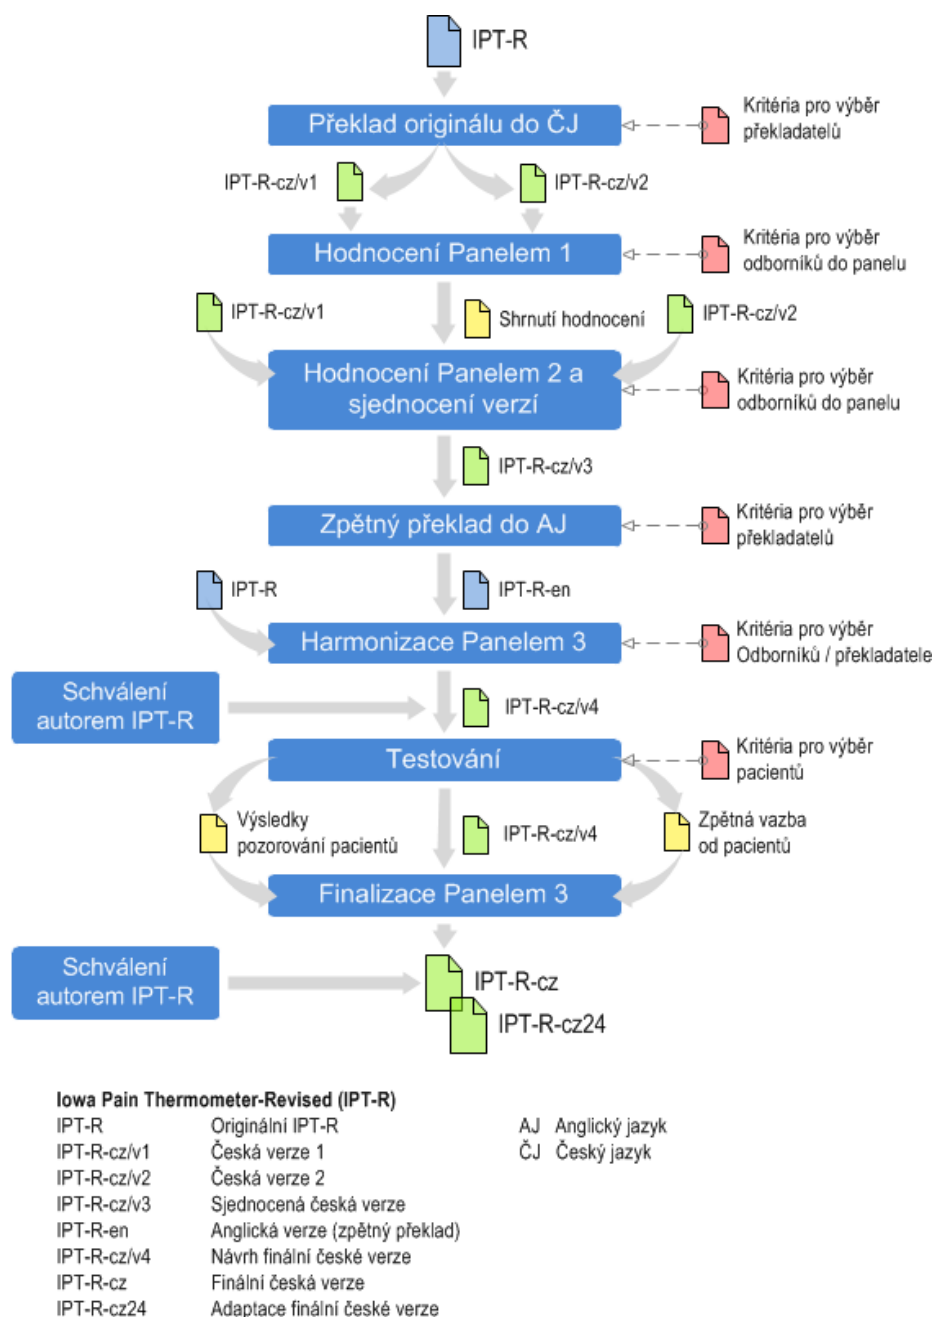 IPT-R
Překlad originálu do ČJ
Kritéria pro výběr
překladatelů
IPT-R-cz/v1
IPT-R-cz/v2
Hodnocení Panelem 1
Kritéria pro výběr
odborníků do panelu
IPT-R-cz/v1
Shrnutí hodnocení
IPT-R-cz/v2
Hodnocení Panelem 2 a
sjednocení verzí
Kritéria pro výběr
odborníků do panelu
IPT-R-cz/v3
Zpětný překlad do AJ
Kritéria pro výběr
překladatelů
IPT-R
IPT-R-en
Harmonizace Panelem 3
Kritéria pro výběr
Odborníků / překladatele
Schválení
autorem IPT-R
IPT-R-cz/v4
Testování
Kritéria pro výběr
pacientů
Výsledky
pozorování pacientů
IPT-R-cz/v4
Zpětná vazba
od pacientů
Finalizace Panelem 3
Schválení
autorem IPT-R
IPT-R-cz
IPT-R-cz24
Iowa Pain Thermometer-Revised (IPT-R)
IPT-R Originální IPT-R AJ Anglický jazyk
IPT-R-cz/v1 Česká verze 1 ČJ Český jazyk
IPT-R-cz/v2 Česká verze 2
IPT-R-cz/v3 Sjednocená česká verze
IPT-R-en Anglická verze (zpětný překlad)
IPT-R-cz/v4 Návrh finální české verze
IPT-R-cz Finální česká verze
IPT-R-cz24 Adaptace finální české verze